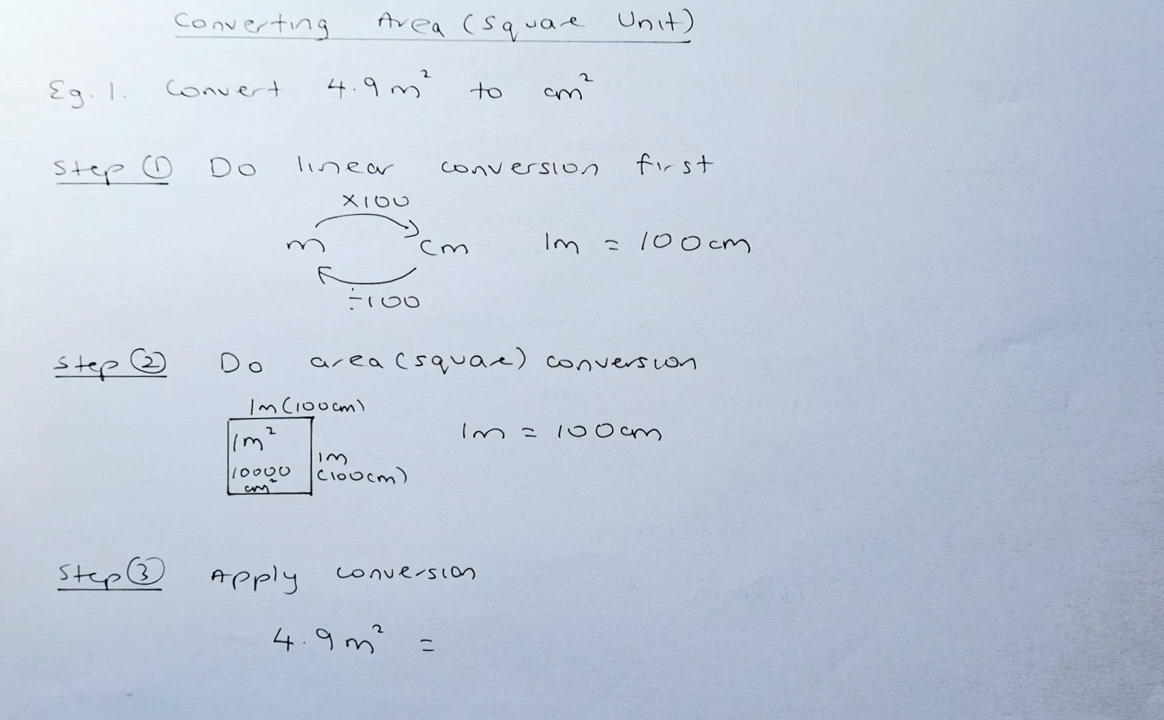 Converting Area (Square Unit)
Eg. 1. Convert 4.9m² to cm²
Step ① Do linear conversion first
×100
m cm 1m = 100cm
÷100
Step ② Do area (square) conversion
1m (100cm)
1m² 1m = 100cm
1m
10000 (100cm)
cm²
Step ③ Apply conversion
4.9m² =